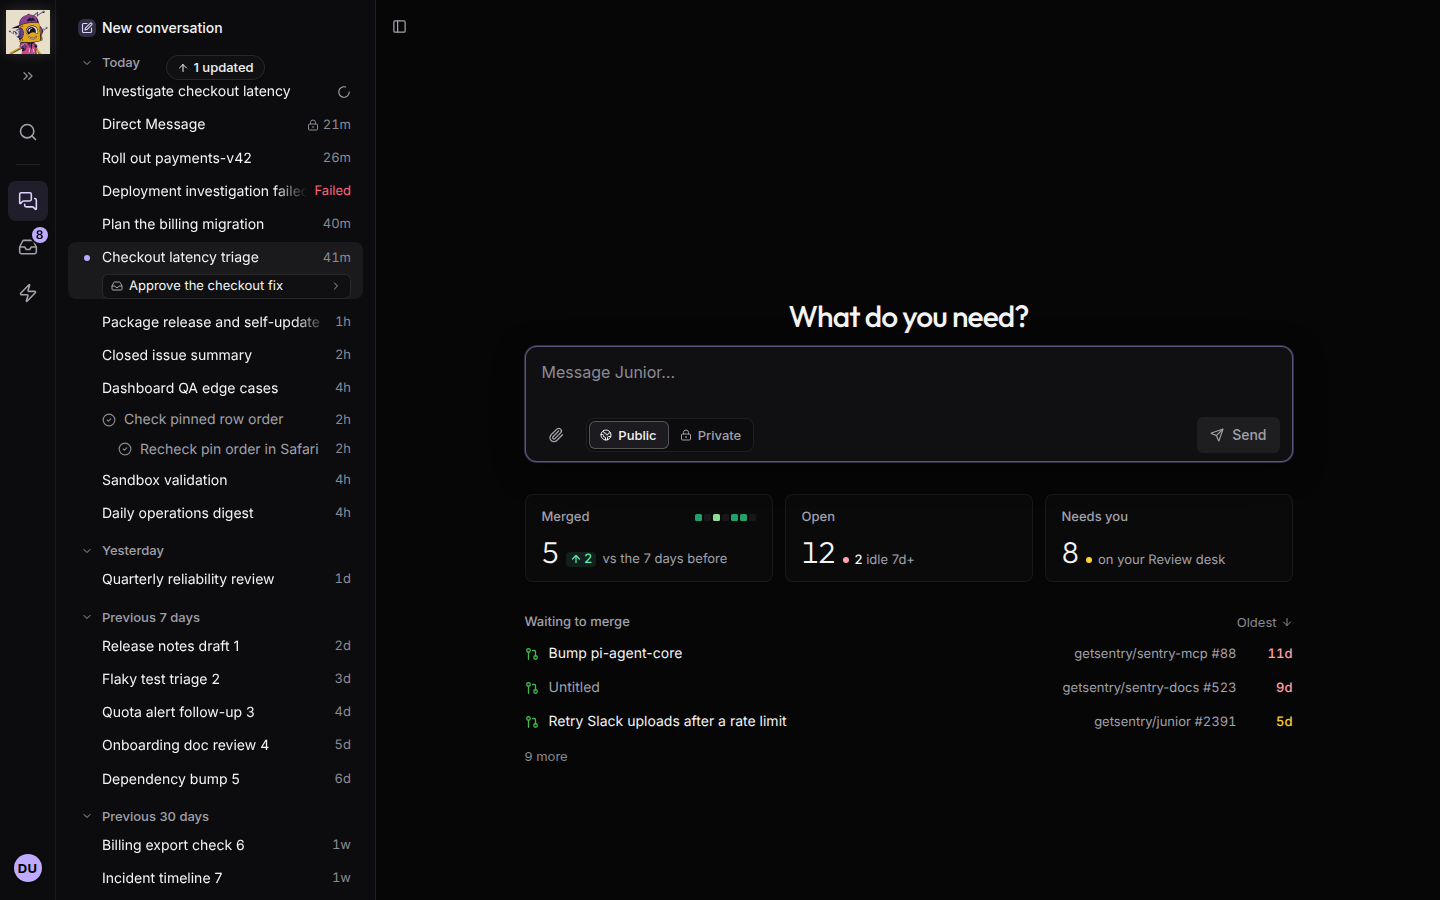 New conversation
Today
1 updated
Investigate checkout latency
Direct Message 21m
Roll out payments-v42 26m
Deployment investigation failed Failed
Plan the billing migration 40m
8
Checkout latency triage 41m
Approve the checkout fix
Package release and self-update 1h
Closed issue summary 2h
Dashboard QA edge cases 4h
Check pinned row order 2h
Recheck pin order in Safari 2h
Sandbox validation 4h
Daily operations digest 4h
Yesterday
Quarterly reliability review 1d
Previous 7 days
Release notes draft 1 2d
Flaky test triage 2 3d
Quota alert follow-up 3 4d
Onboarding doc review 4 5d
Dependency bump 5 6d
Previous 30 days
Billing export check 6 1w
Incident timeline 7 1w
DU
What do you need?
Message Junior...
Public Private Send
Merged
5 2 vs the 7 days before
Open
12 2 idle 7d+
Needs you
8 on your Review desk
Waiting to merge Oldest
Bump pi-agent-core getsentry/sentry-mcp #88 11d
Untitled getsentry/sentry-docs #523 9d
Retry Slack uploads after a rate limit getsentry/junior #2391 5d
9 more